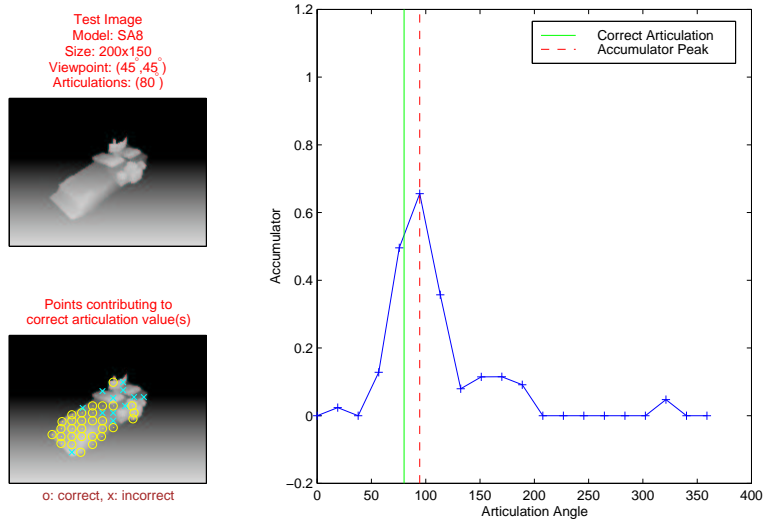 Test Image
Model: SA8
Size: 200x150
Viewpoint: (45°,45°)
Articulations: (80°)
Points contributing to
correct articulation value(s)
o: correct, x: incorrect
1.2
1
0.8
0.6
0.4
0.2
0
−0.2
Accumulator
Correct Articulation
Accumulator Peak
0 50 100 150 200 250 300 350 400
Articulation Angle